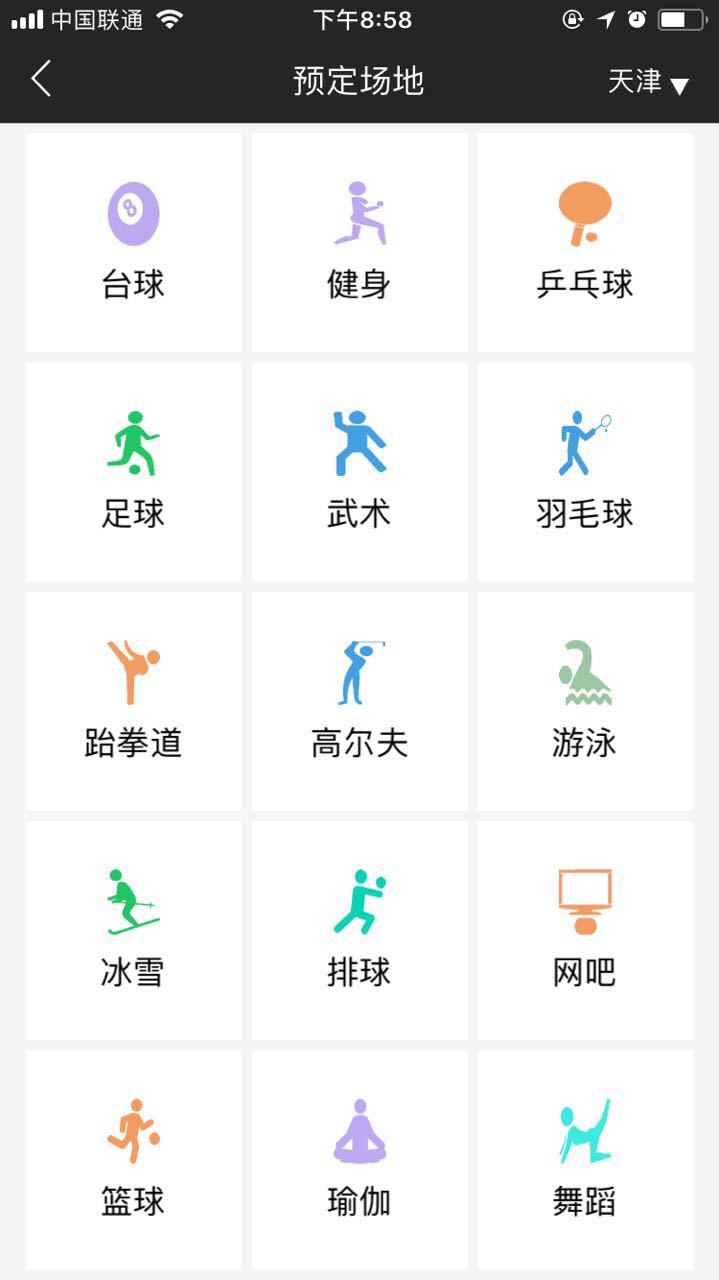 中国联通 下午8:58
预定场地 天津
8
台球 健身 乒乓球
足球 武术 羽毛球
跆拳道 高尔夫 游泳
冰雪 排球 网吧
篮球 瑜伽 舞蹈